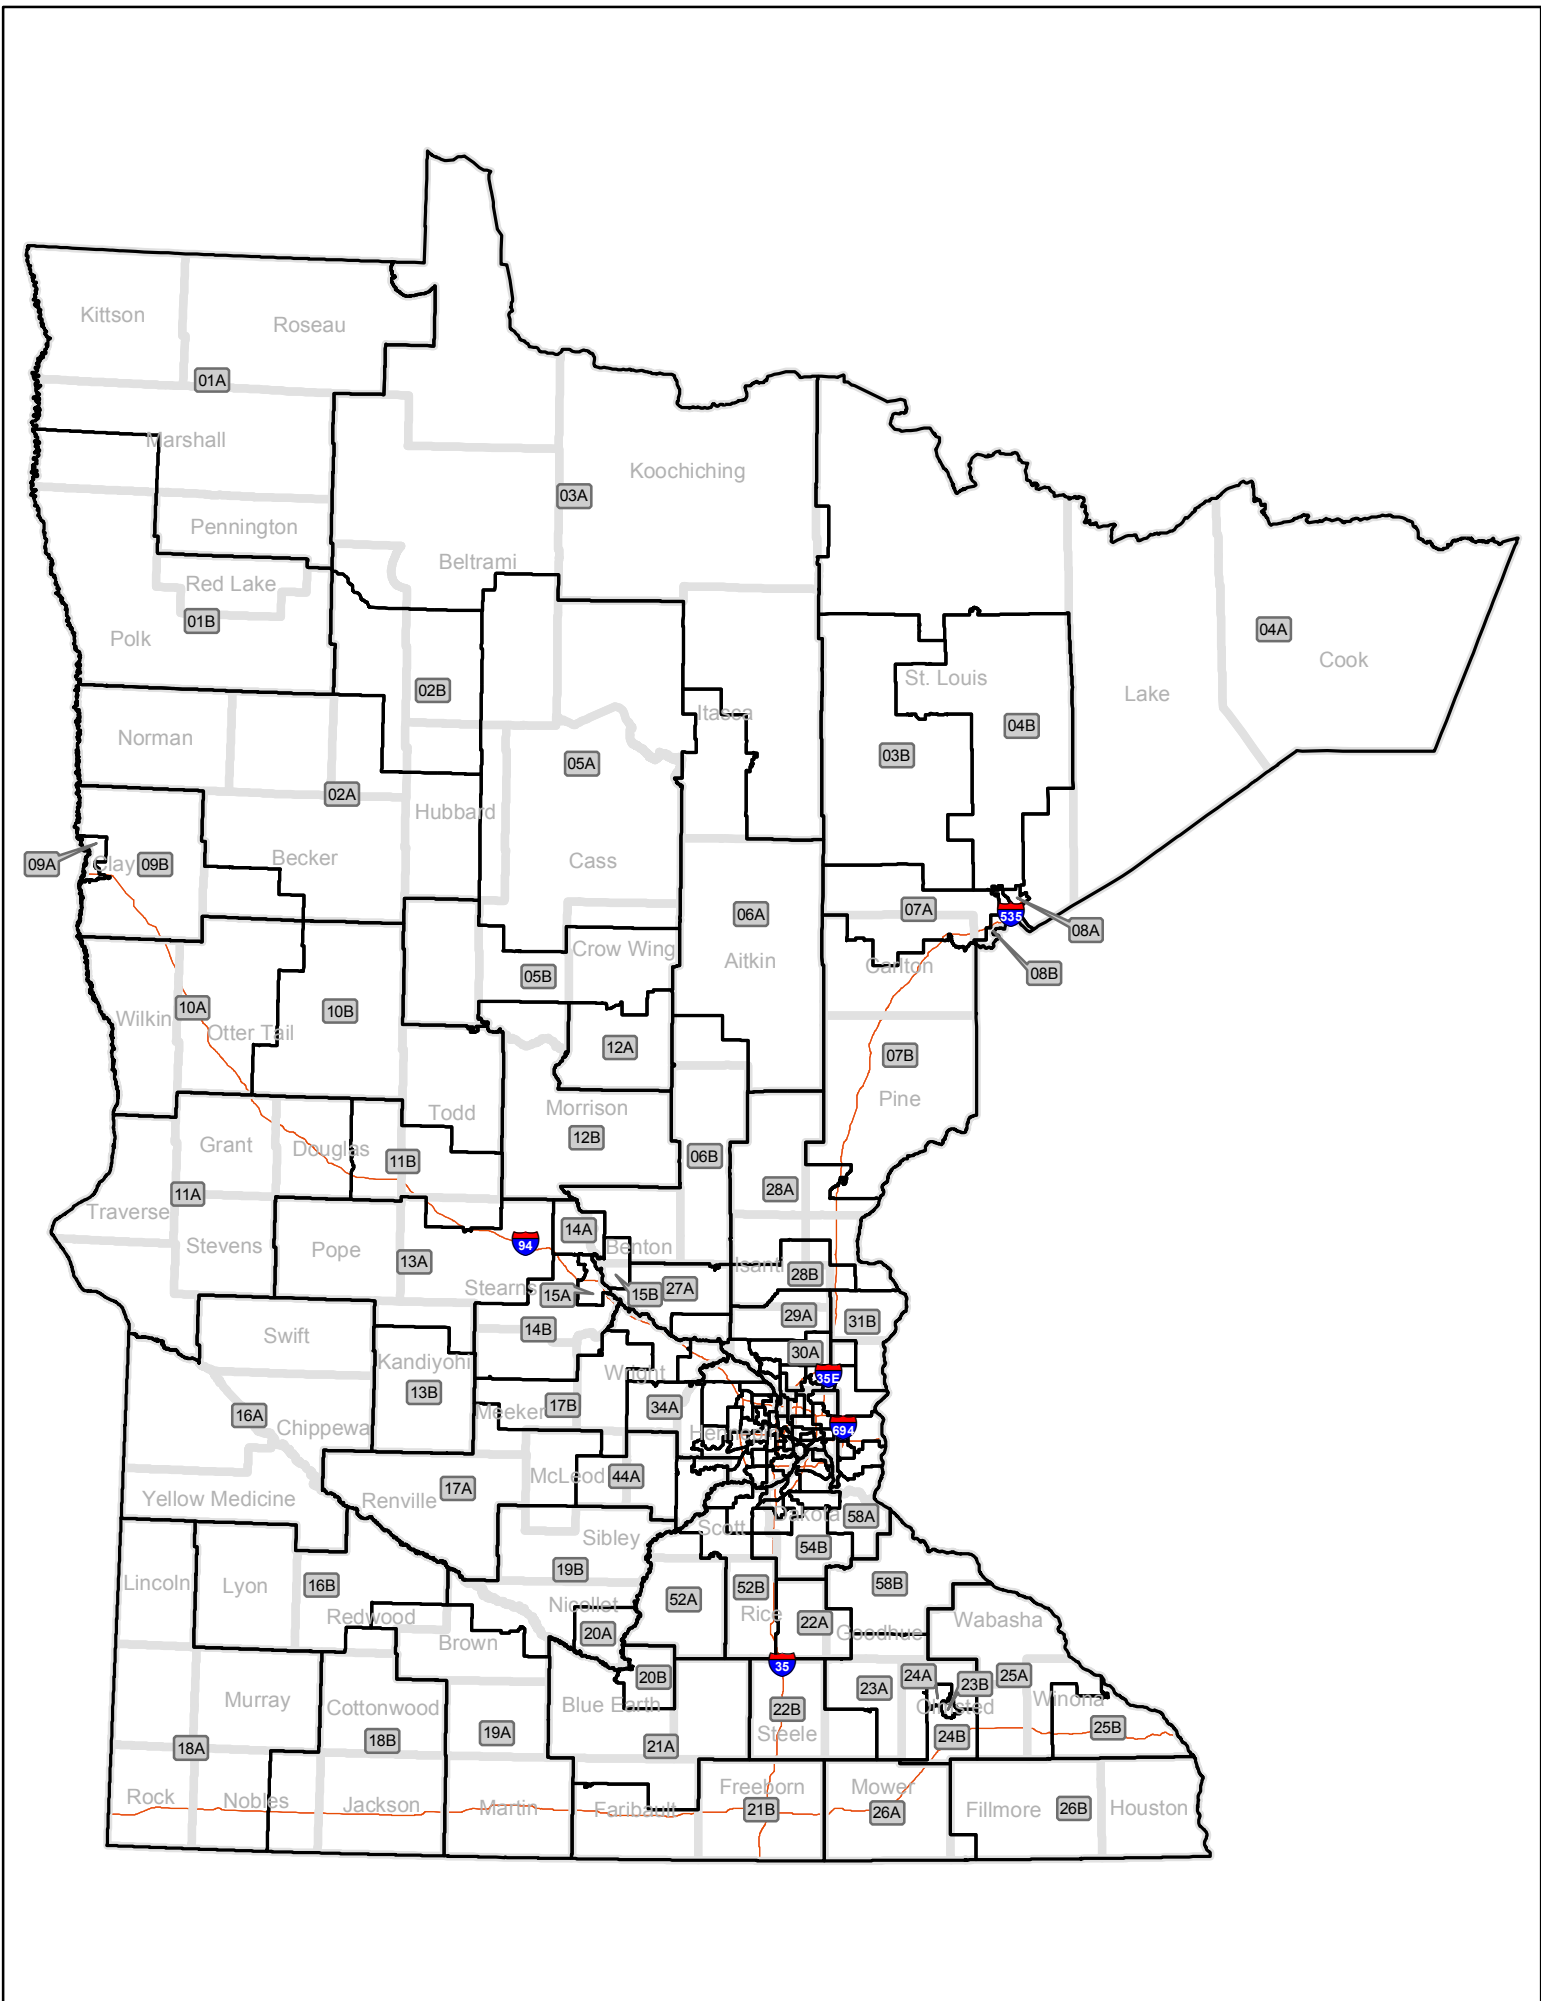 Kittson
Roseau
01A
Marshall
Koochiching
03A
Pennington
Beltrami
Red Lake
01B
04A
Polk
Cook
St. Louis
02B
Lake
Itasca
04B
Norman
03B
05A
02A
Hubbard
Becker
Cass
09A
Clay
09B
07A
06A
535
08A
Crow Wing
Aitkin
Carlton
05B
08B
10A
10B
Wilkin
Otter Tail
12A
07B
Pine
Todd
Morrison
12B
Grant
Douglas
11B
06B
28A
11A
Traverse
14A
Stevens
Pope
94
Benton
13A
Isanti
28B
Stearns
15A
15B
27A
29A
31B
Swift
14B
30A
Kandiyohi
Wright
35E
13B
16A
Meeker
17B
34A
Chippewa
Hennepin
694
McLeod
44A
17A
Yellow Medicine
Renville
Dakota
58A
Scott
Sibley
54B
19B
Lincoln
Lyon
16B
52B
58B
52A
Nicollet
Redwood
Rice
22A
Wabasha
20A
Goodhue
Brown
35
24A
25A
20B
23A
23B
Murray
Blue Earth
Winona
Cottonwood
22B
Olmsted
25B
19A
Steele
24B
18A
18B
21A
Freeborn
Mower
Rock
Nobles
Jackson
Martin
Faribault
21B
26A
Fillmore
26B
Houston